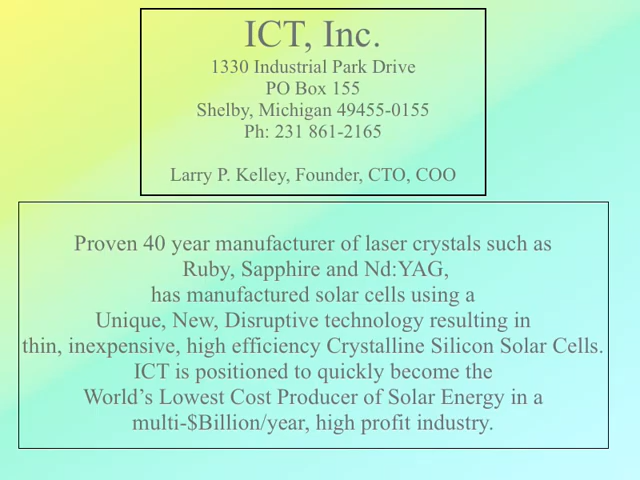 ICT, Inc.
1330 Industrial Park Drive
PO Box 155
Shelby, Michigan 49455-0155
Ph: 231 861-2165
Larry P. Kelley, Founder, CTO, COO
Proven 40 year manufacturer of laser crystals such as
Ruby, Sapphire and Nd:YAG,
has manufactured solar cells using a
Unique, New, Disruptive technology resulting in
thin, inexpensive, high efficiency Crystalline Silicon Solar Cells.
ICT is positioned to quickly become the
World’s Lowest Cost Producer of Solar Energy in a
multi-$Billion/year, high profit industry.